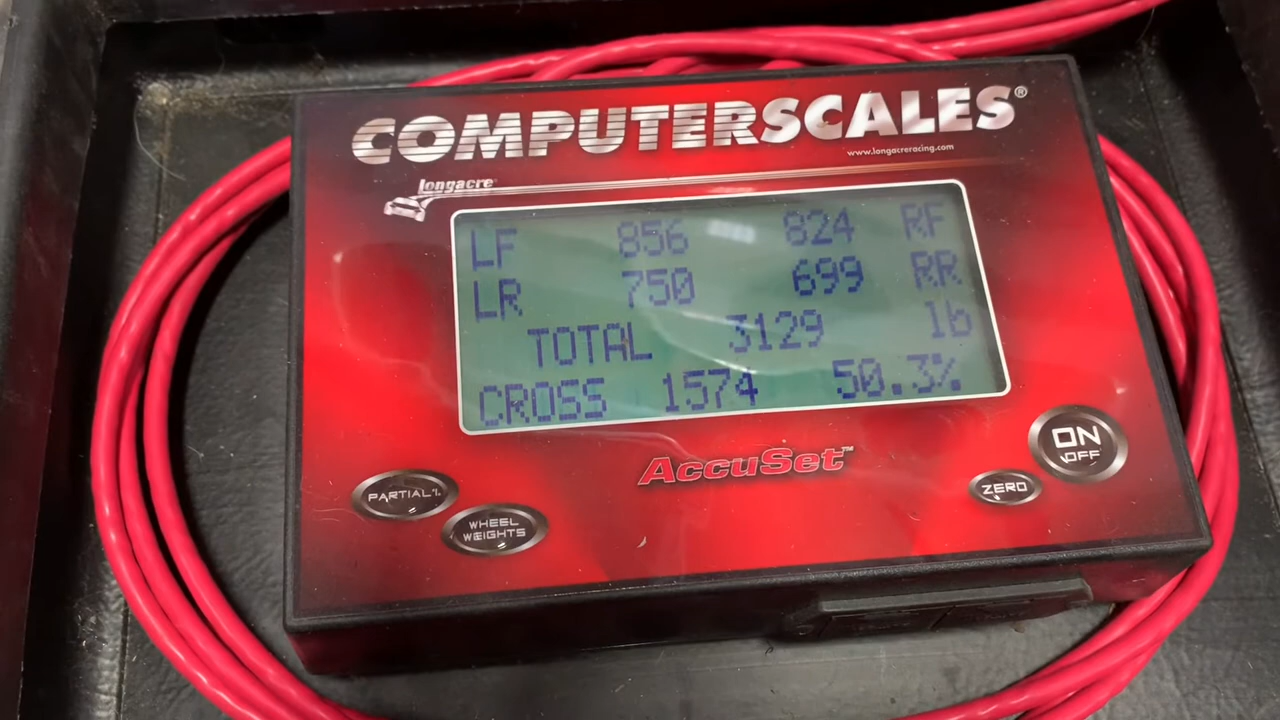 COMPUTERSCALES®
www.longacreracing.com
longacre®
LF 856 824 RF
LR 750 699 RR
TOTAL 3129 lb
CROSS 1574 50.3%
AccuSet™
PARTIAL%
WHEEL
WEIGHTS
ZERO
ON
OFF